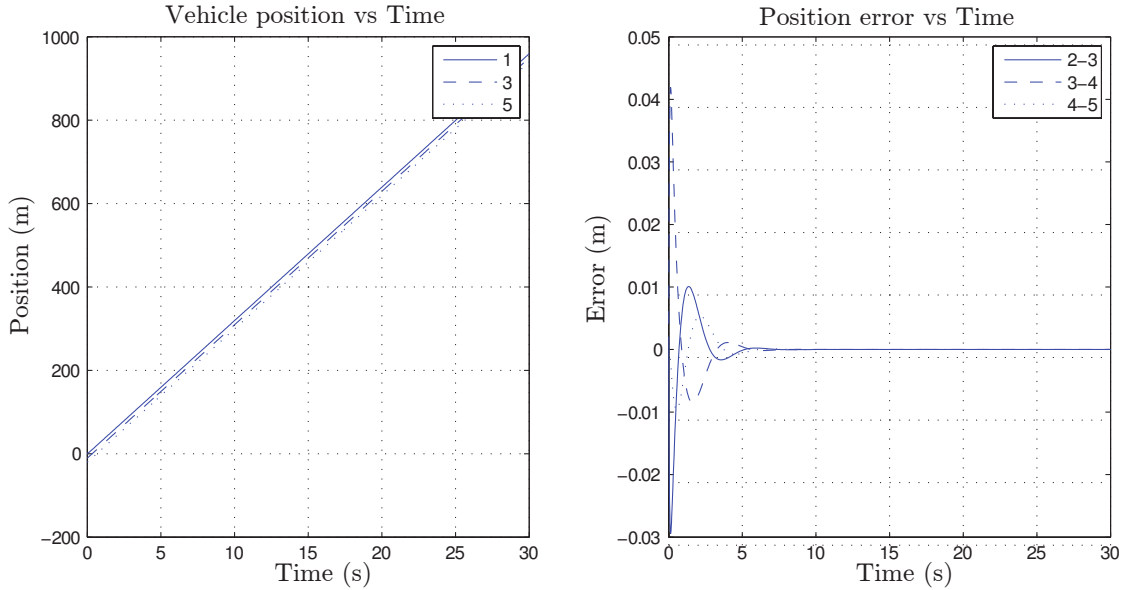 Vehicle position vs Time
1000
800
600
400
200
0
−200
0 5 10 15 20 25 30
Position (m)
Time (s)
1
3
5
Position error vs Time
0.05
0.04
0.03
0.02
0.01
0
−0.01
−0.02
−0.03
0 5 10 15 20 25 30
Error (m)
Time (s)
2−3
3−4
4−5